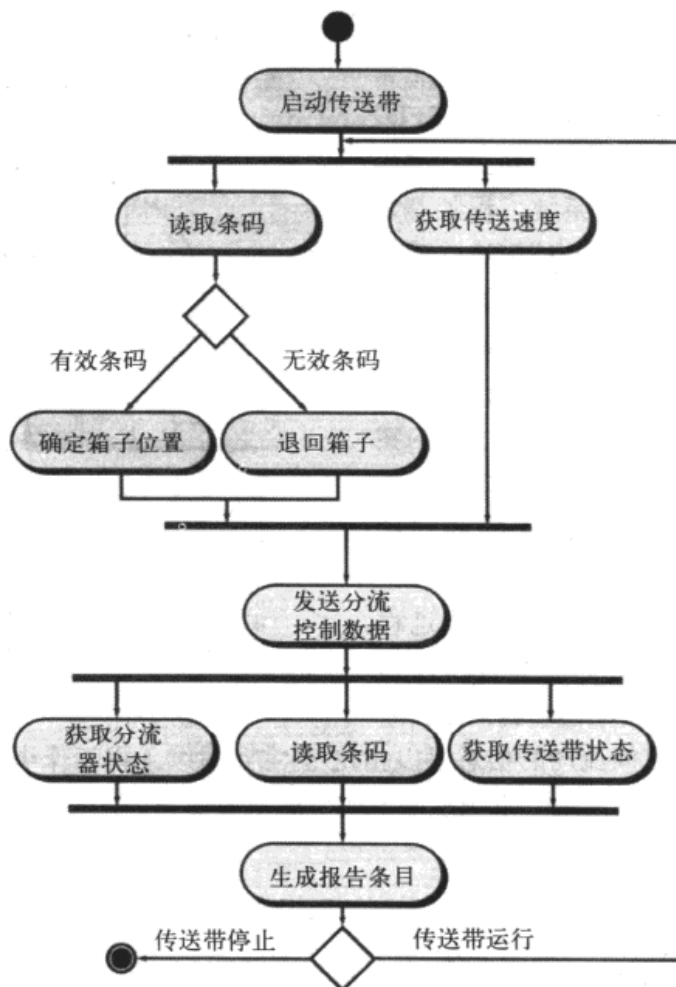 启动传送带
读取条码
获取传送速度
有效条码
无效条码
确定箱子位置
退回箱子
发送分流
控制数据
获取分流
器状态
读取条码
获取传送带状态
生成报告条目
传送带停止
传送带运行